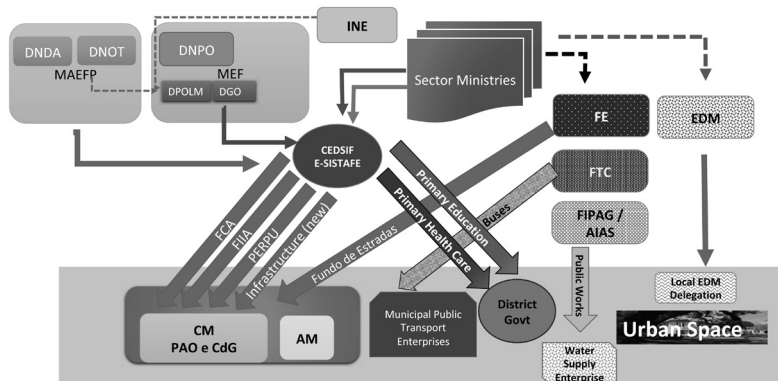 INE
DNDA
DNOT
MAEFP
DNPO
MEF
DPOLM
DGO
Sector Ministries
FE
EDM
CEDSIF
E-SISTAFE
FTC
FIPAG /
AIAS
FCA
FIIA
PERPU
Infrastructure (new)
Fundo de Estradas
Primary Health Care
Primary Education
Buses
Public Works
CM
PAO e CdG
AM
Municipal Public
Transport
Enterprises
District
Govt
Local EDM
Delegation
Urban Space
Water
Supply
Enterprise